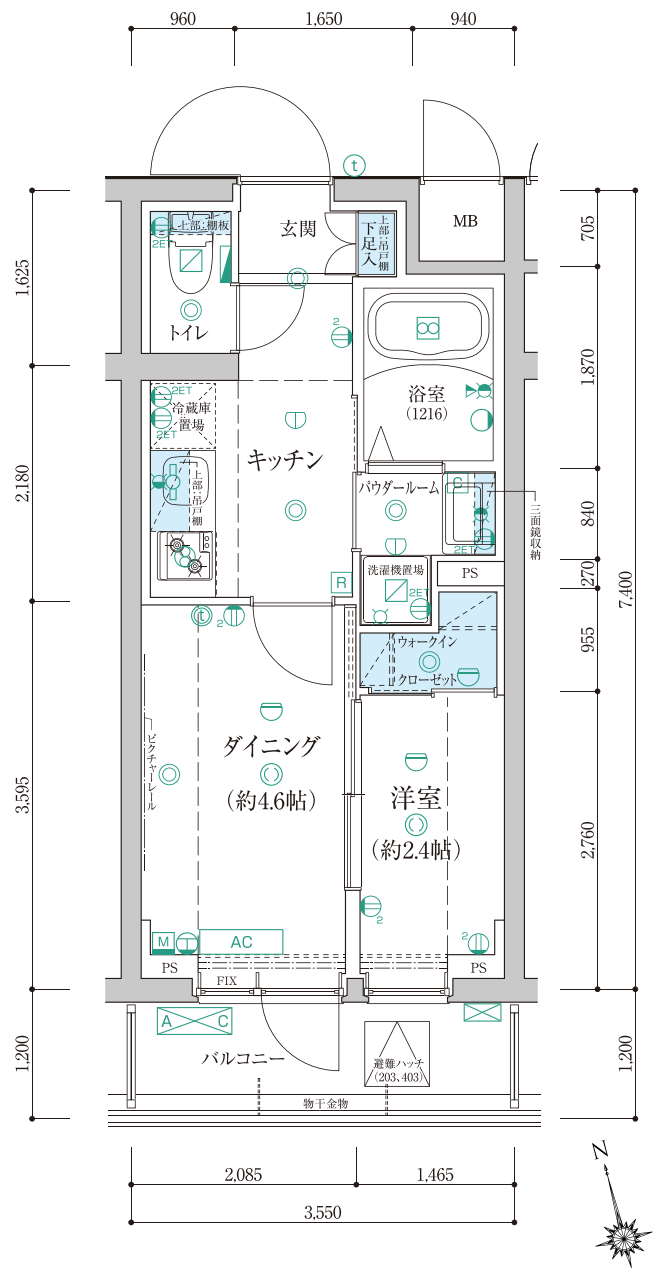 960
1,650
940
t
MB
705
玄関
上部:吊戸棚
下足入
上部:棚板
2ET
トイレ
1,625
2
1,870
浴室
(1216)
2ET
冷蔵庫
置場
2ET
キッチン
2,180
上部:吊戸棚
パウダールーム
C
2ET
三面鏡収納
840
洗濯機置場
PS
270
7,400
R
2ET
t
2
ウォークイン
クローゼット
955
ダイニング
(約4.6帖)
ピクチャーレール
洋室
(約2.4帖)
3,595
2,760
2
2
M
AC
PS
FIX
PS
A C
バルコニー
避難ハッチ
(203、403)
1,200
1,200
物干金物
N
2,085
1,465
3,550